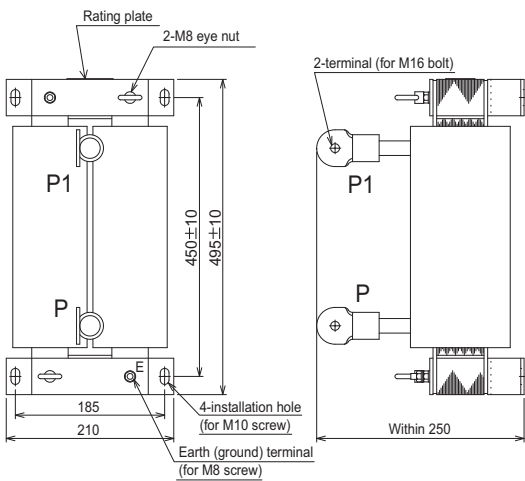 Rating plate
2-M8 eye nut
2-terminal (for M16 bolt)
P1
P1
450±10
495±10
P
P
E
185
4-installation hole
(for M10 screw)
210
Within 250
Earth (ground) terminal
(for M8 screw)